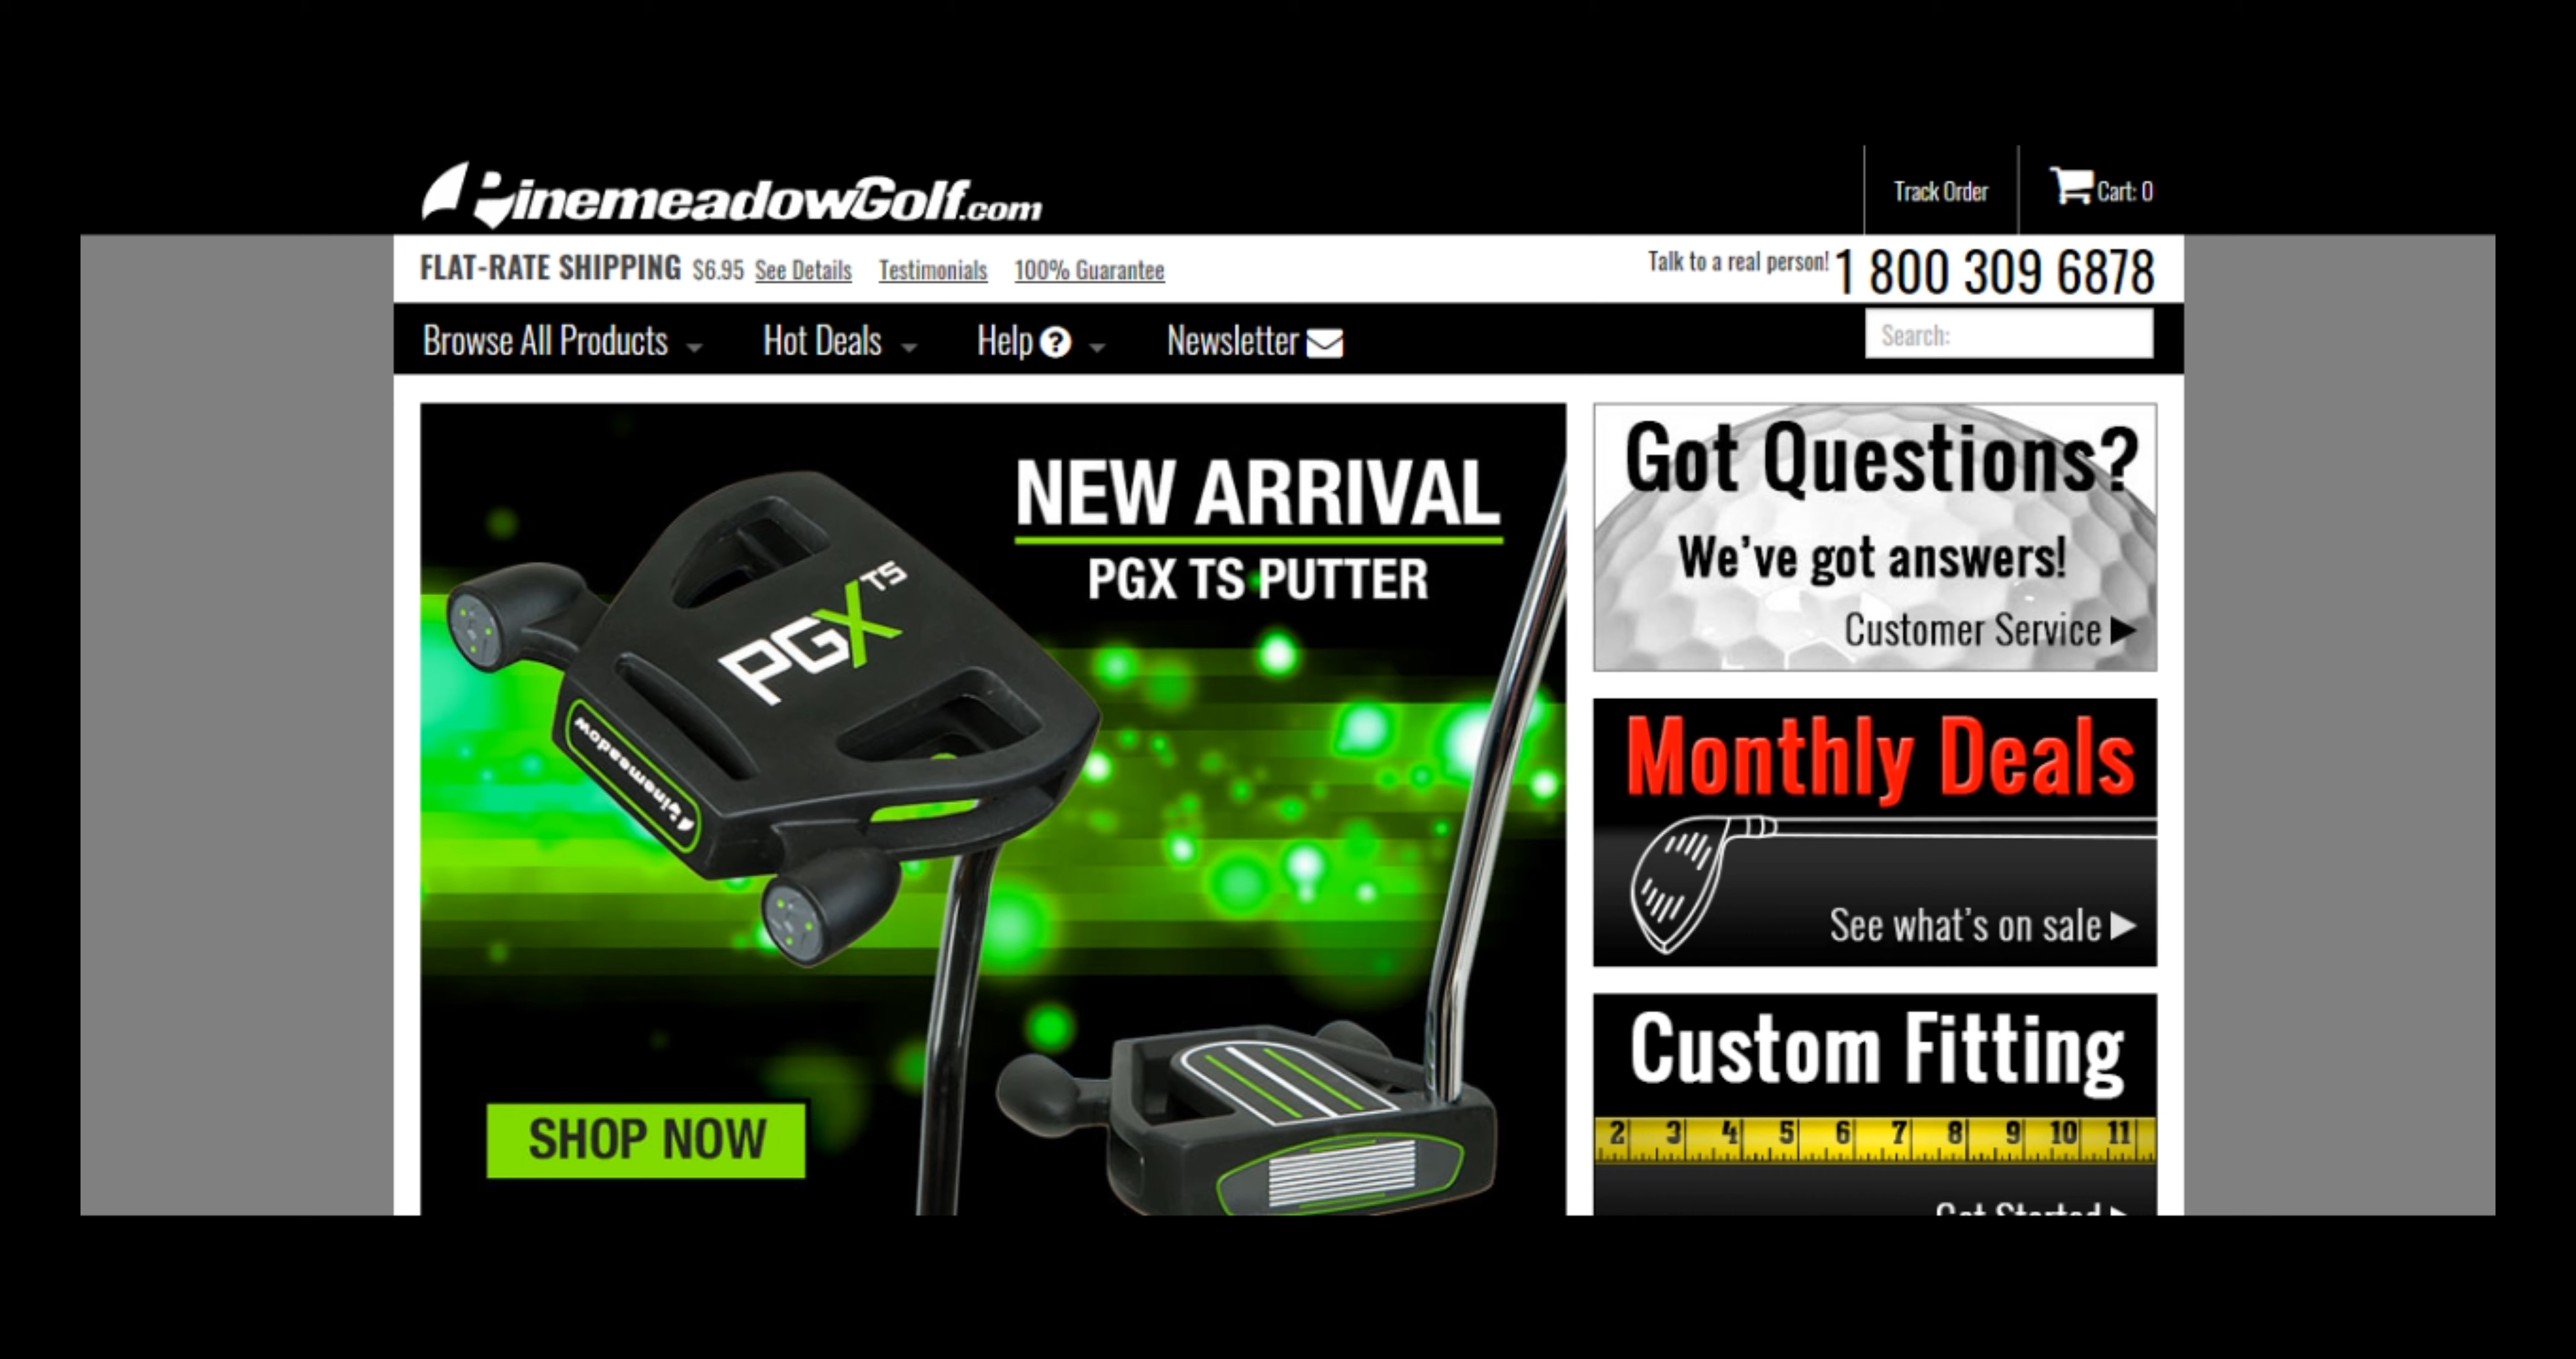 PinemeadowGolf.com
Track Order
Cart: 0
FLAT-RATE SHIPPING $6.95 See Details Testimonials 100% Guarantee
Talk to a real person! 1 800 309 6878
Browse All Products Hot Deals Help ? Newsletter
Search:
NEW ARRIVAL
PGX TS PUTTER
PGX TS
Pinemeadow
SHOP NOW
Got Questions?
We've got answers!
Customer Service
Monthly Deals
See what's on sale
Custom Fitting
2 3 4 5 6 7 8 9 10 11
Get Started